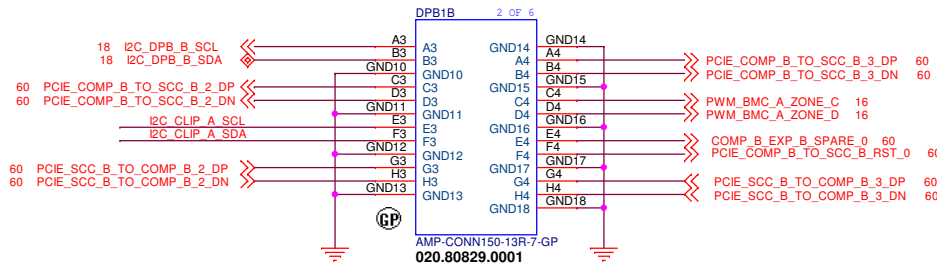 DPB1B 2 OF 6
A3 A3 GND14 GND14
18 I2C_DPB_B_SCL
B3 B3 A4 A4 PCIE_COMP_B_TO_SCC_B_3_DP 60
18 I2C_DPB_B_SDA
GND10 GND10 B4 B4 PCIE_COMP_B_TO_SCC_B_3_DN 60
60 PCIE_COMP_B_TO_SCC_B_2_DP C3 C3 GND15 GND15
60 PCIE_COMP_B_TO_SCC_B_2_DN D3 D3 C4 C4 PWM_BMC_A_ZONE_C 16
GND11 GND11 D4 D4 PWM_BMC_A_ZONE_D 16
I2C_CLIP_A_SCL E3 E3 GND16 GND16
I2C_CLIP_A_SDA F3 F3 E4 E4 COMP_B_EXP_B_SPARE_0 60
GND12 GND12 F4 F4 PCIE_COMP_B_TO_SCC_B_RST_0 60
60 PCIE_SCC_B_TO_COMP_B_2_DP G3 G3 GND17 GND17
60 PCIE_SCC_B_TO_COMP_B_2_DN H3 H3 G4 G4 PCIE_SCC_B_TO_COMP_B_3_DP 60
GND13 GND13 H4 H4 PCIE_SCC_B_TO_COMP_B_3_DN 60
GND18 GND18
GP
AMP-CONN150-13R-7-GP
020.80829.0001